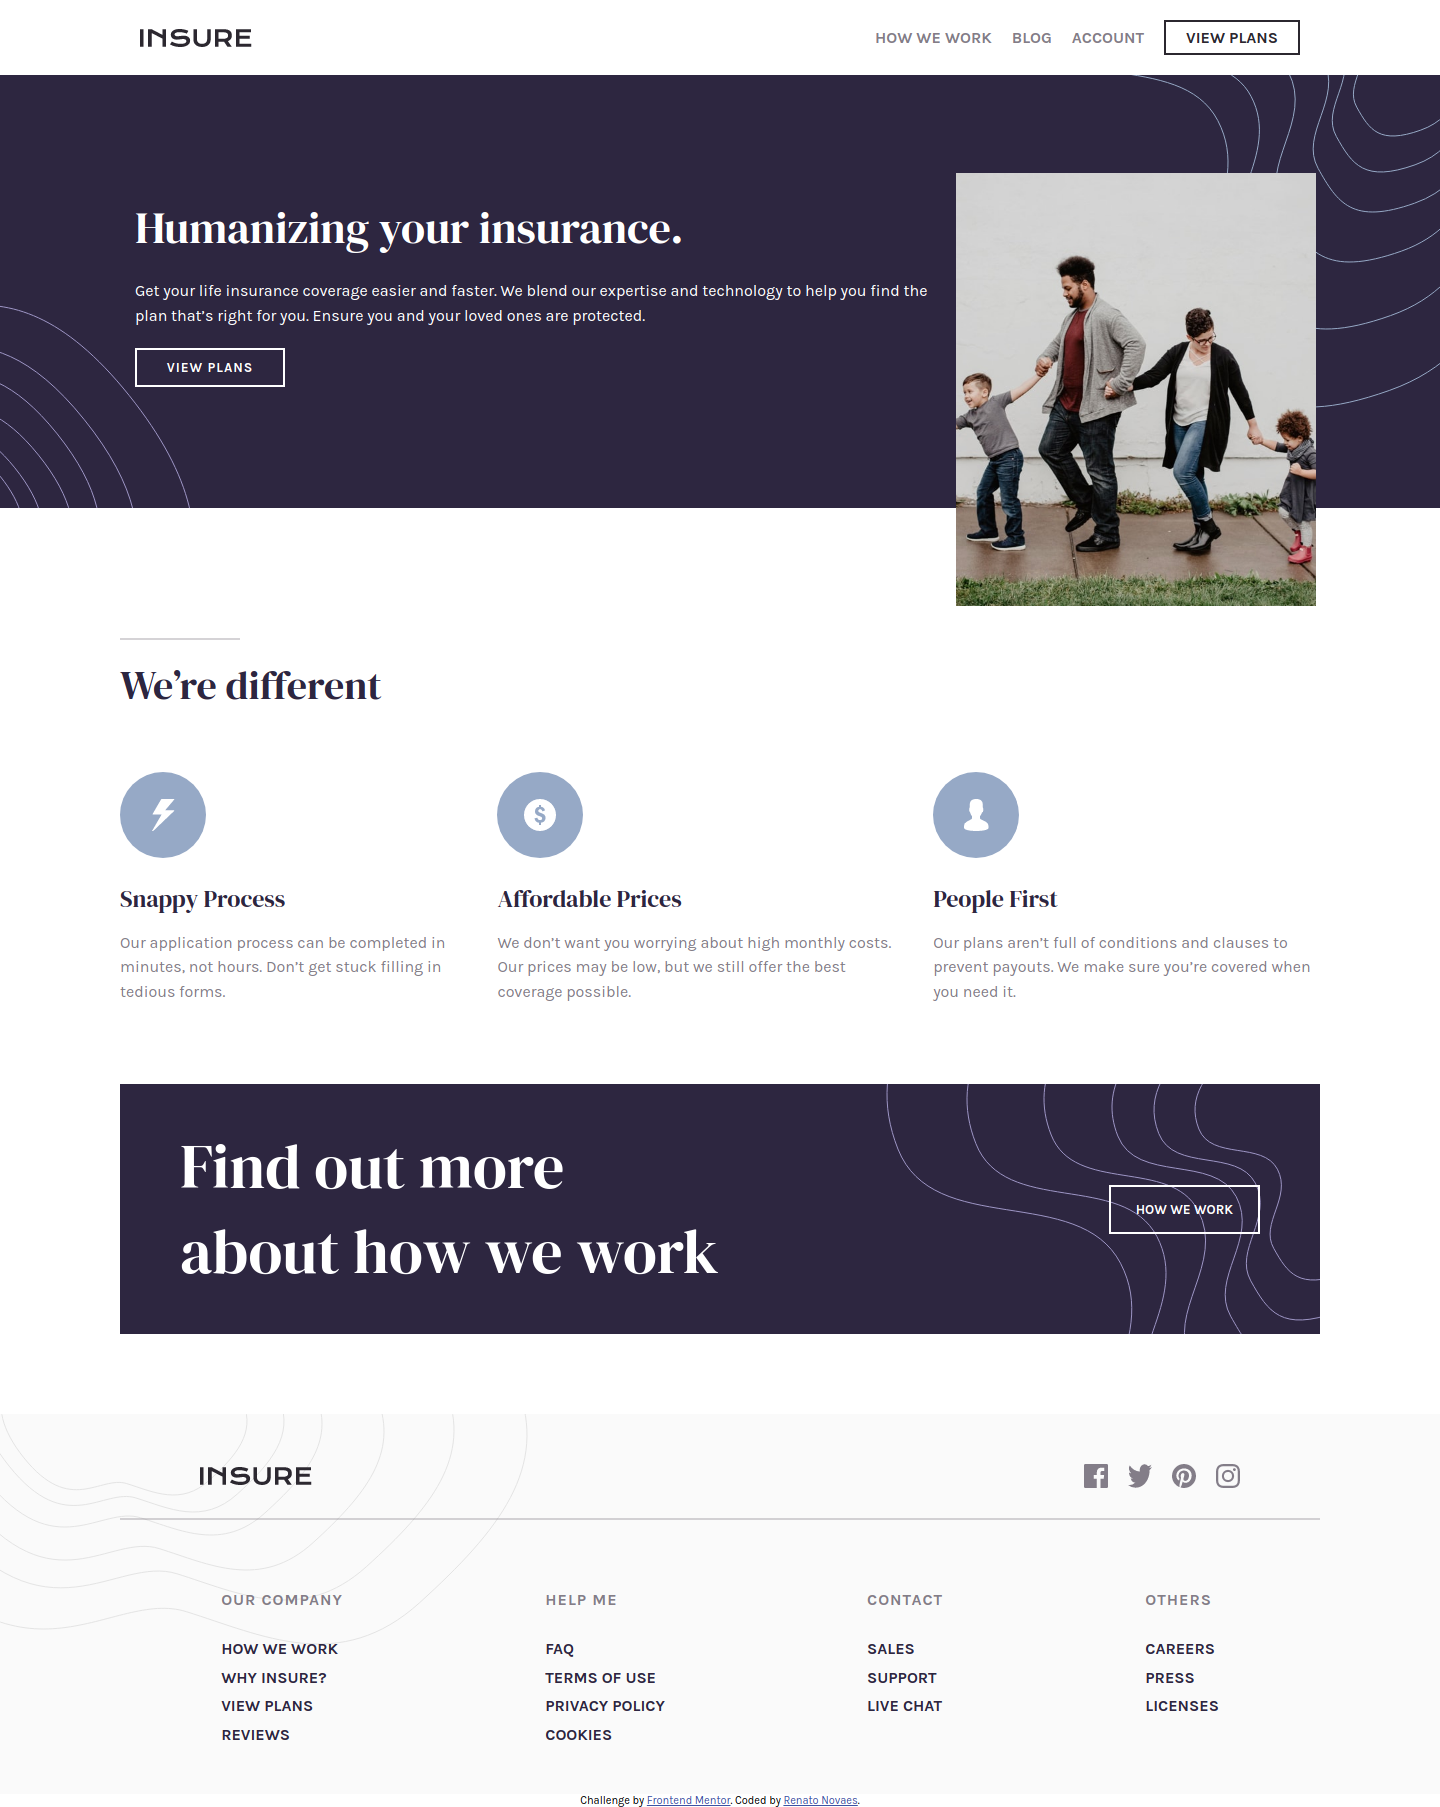 INSURE
HOW WE WORK BLOG ACCOUNT VIEW PLANS
Humanizing your insurance.
Get your life insurance coverage easier and faster. We blend our expertise and technology to help you find the
plan that’s right for you. Ensure you and your loved ones are protected.
VIEW PLANS
We’re different
Snappy Process
Our application process can be completed in
minutes, not hours. Don’t get stuck filling in
tedious forms.
Affordable Prices
We don’t want you worrying about high monthly costs.
Our prices may be low, but we still offer the best
coverage possible.
People First
Our plans aren’t full of conditions and clauses to
prevent payouts. We make sure you’re covered when
you need it.
Find out more
about how we work
HOW WE WORK
INSURE
OUR COMPANY
HOW WE WORK
WHY INSURE?
VIEW PLANS
REVIEWS
HELP ME
FAQ
TERMS OF USE
PRIVACY POLICY
COOKIES
CONTACT
SALES
SUPPORT
LIVE CHAT
OTHERS
CAREERS
PRESS
LICENSES
Challenge by Frontend Mentor. Coded by Renato Novaes.